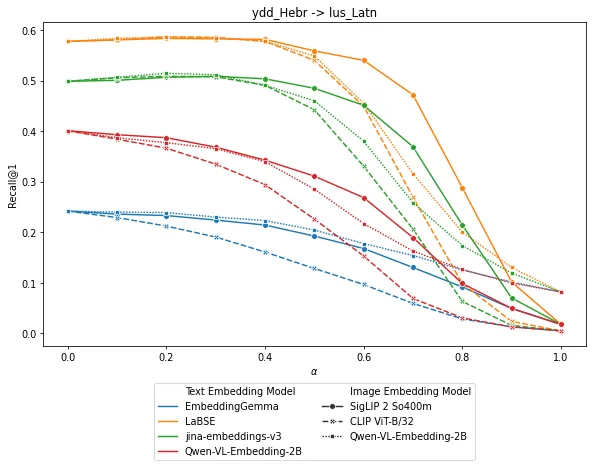 ydd_Hebr -> lus_Latn
Recall@1
0.6
0.5
0.4
0.3
0.2
0.1
0.0
0.0 0.2 0.4 0.6 0.8 1.0
α
Text Embedding Model Image Embedding Model
EmbeddingGemma SigLIP 2 So400m
LaBSE CLIP ViT-B/32
jina-embeddings-v3 Qwen-VL-Embedding-2B
Qwen-VL-Embedding-2B